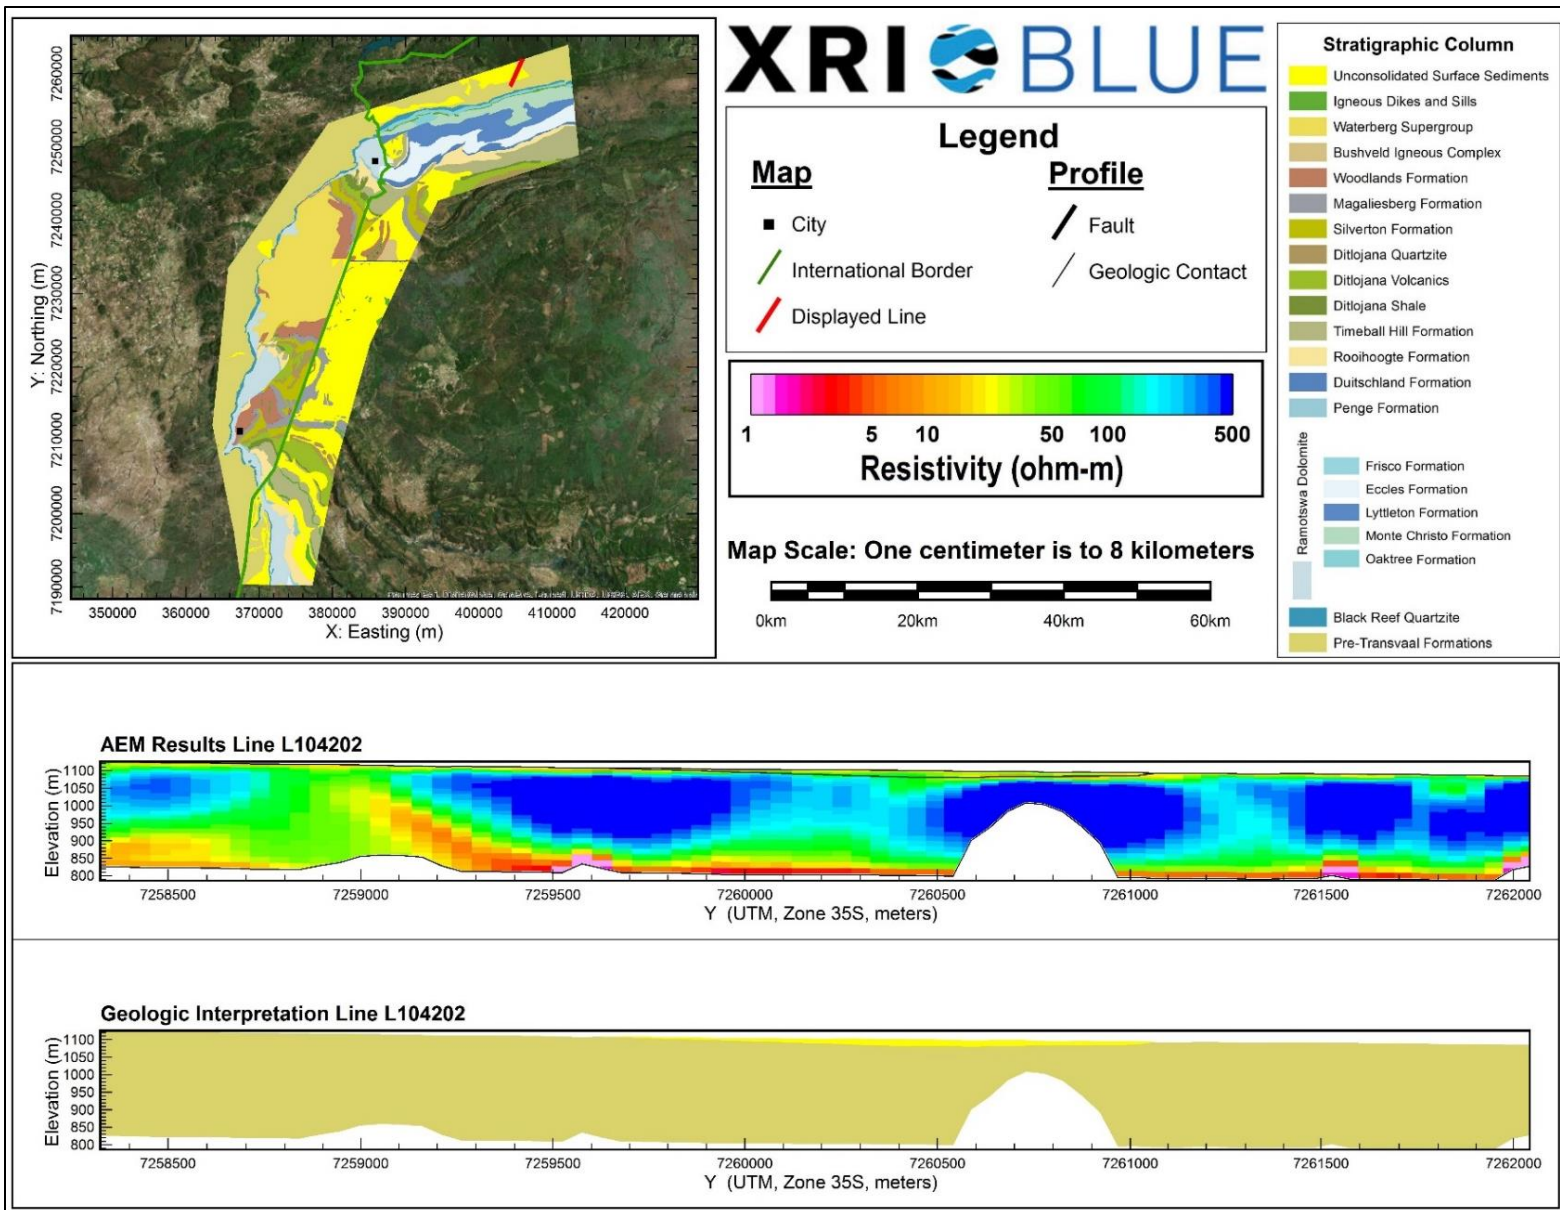 7260000
7250000
7240000
7230000
7220000
7210000
7200000
7190000
Y: Northing (m)
350000 360000 370000 380000 390000 400000 410000 420000
X: Easting (m)
XRI BLUE
Legend
Map
City
International Border
Displayed Line
Profile
Fault
Geologic Contact
1 5 10 50 100 500
Resistivity (ohm-m)
Map Scale: One centimeter is to 8 kilometers
0km 20km 40km 60km
Stratigraphic Column
Unconsolidated Surface Sediments
Igneous Dikes and Sills
Waterberg Supergroup
Bushveld Igneous Complex
Woodlands Formation
Magaliesberg Formation
Silverton Formation
Ditlojana Quartzite
Ditlojana Volcanics
Ditlojana Shale
Timeball Hill Formation
Rooihoogte Formation
Duitschland Formation
Penge Formation
Ramotswa Dolomite
Frisco Formation
Eccles Formation
Lyttleton Formation
Monte Christo Formation
Oaktree Formation
Black Reef Quartzite
Pre-Transvaal Formations
AEM Results Line L104202
Elevation (m)
1100
1050
1000
950
900
850
800
7258500 7259000 7259500 7260000 7260500 7261000 7261500 7262000
Y (UTM, Zone 35S, meters)
Geologic Interpretation Line L104202
Elevation (m)
1100
1050
1000
950
900
850
800
7258500 7259000 7259500 7260000 7260500 7261000 7261500 7262000
Y (UTM, Zone 35S, meters)